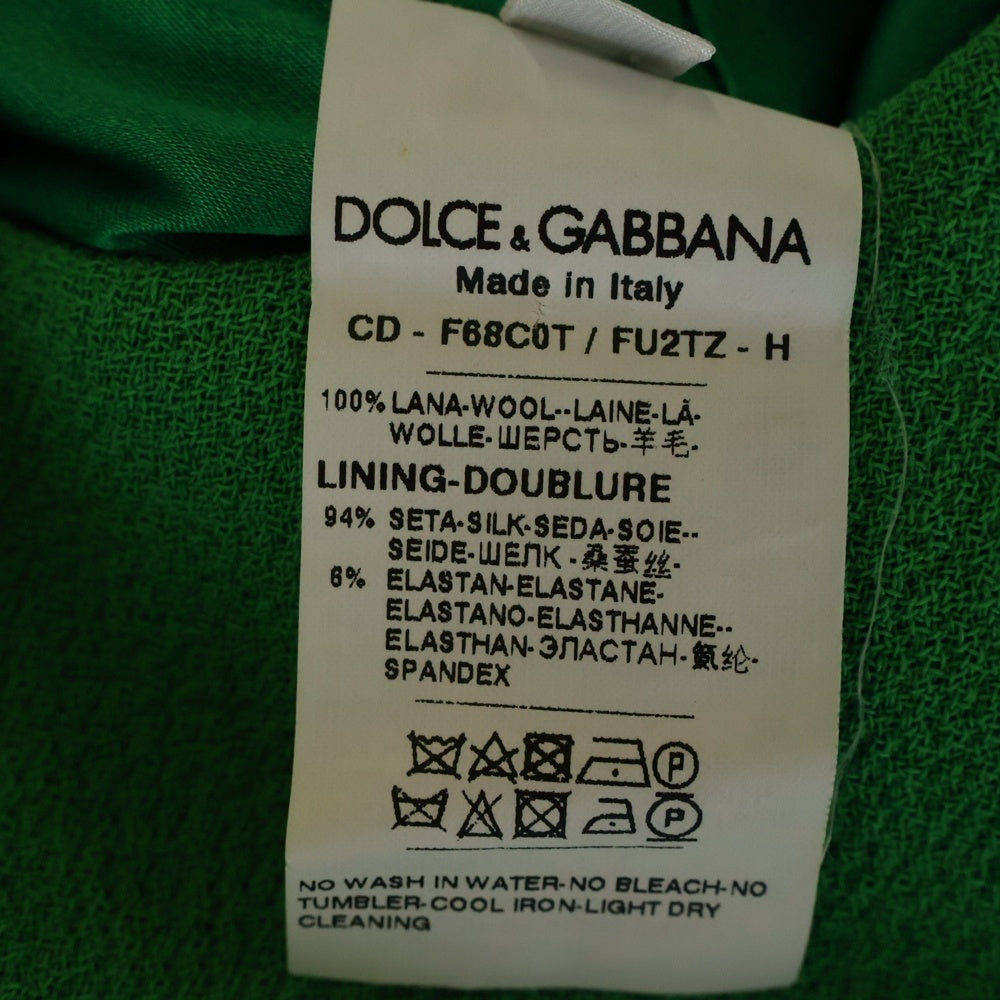 DOLCE & GABBANA
Made in Italy
CD - F68C0T / FU2TZ - H
100% LANA-WOOL--LAINE-LÃ-
WOLLE-ШЕРСТЬ-羊毛-
LINING-DOUBLURE
94% SETA-SILK-SEDA-SOIE--
SEIDE-ШЕЛК-桑蚕丝-
6% ELASTAN-ELASTANE-
ELASTANO-ELASTHANNE--
ELASTHAN-ЭЛАСТАН-氨纶-
SPANDEX
P
P
NO WASH IN WATER-NO BLEACH-NO
TUMBLER-COOL IRON-LIGHT DRY
CLEANING